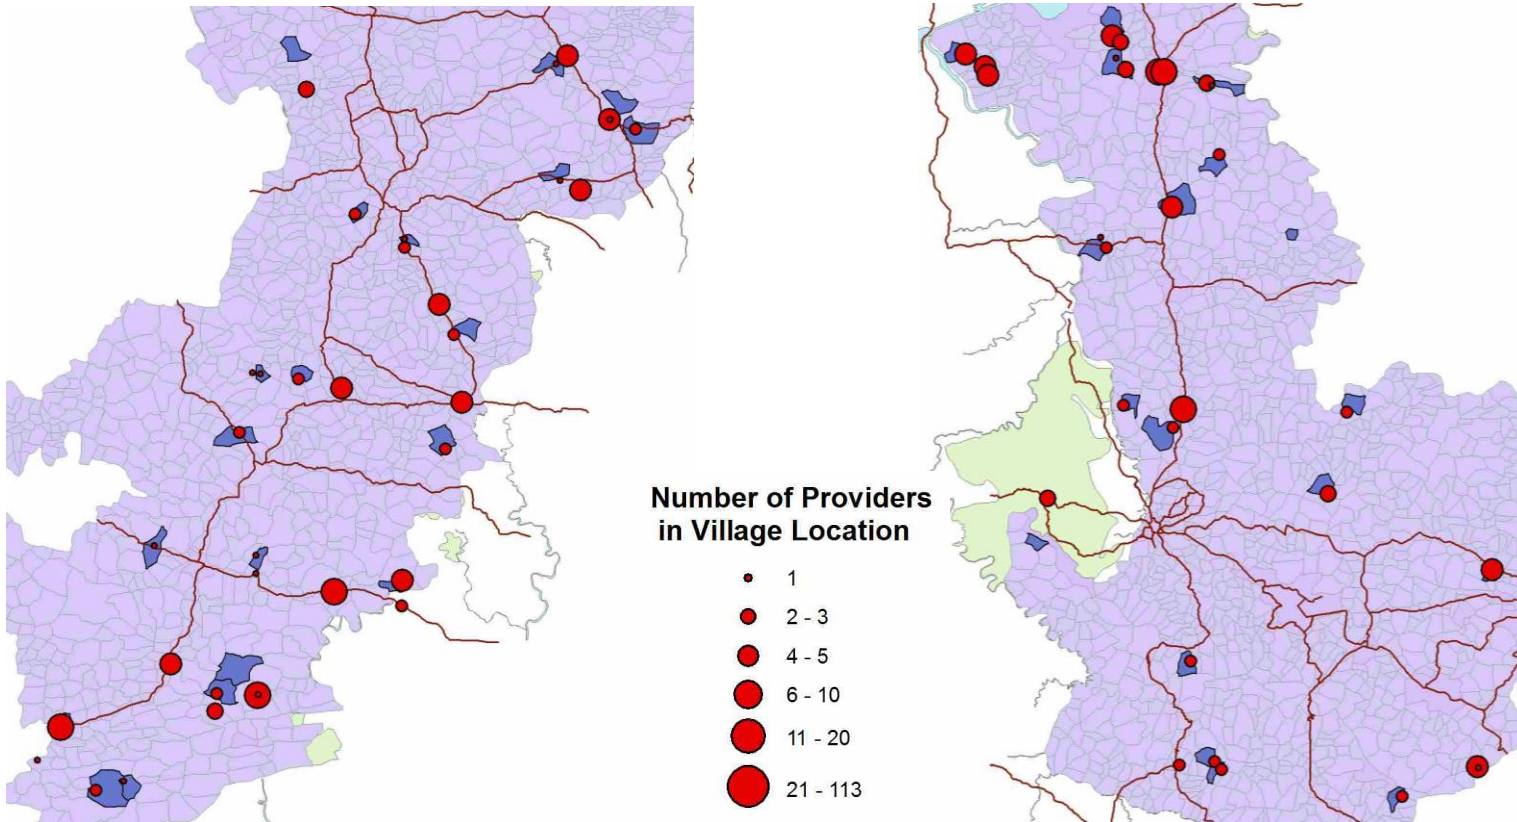 Number of Providers
in Village Location
1
2 - 3
4 - 5
6 - 10
11 - 20
21 - 113